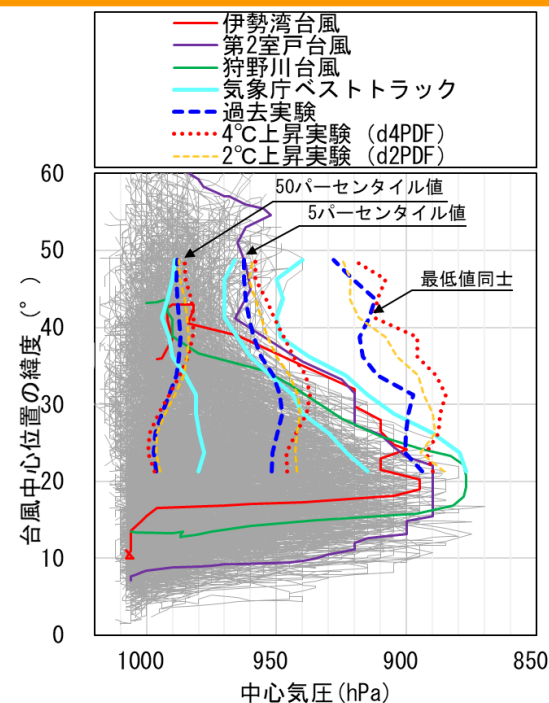 伊勢湾台風
第2室戸台風
狩野川台風
気象庁ベストトラック
過去実験
4℃上昇実験（d4PDF）
2℃上昇実験（d2PDF）
50パーセンタイル値
5パーセンタイル値
最低値同士
台風中心位置の緯度（°）
60
50
40
30
20
10
0
1000
950
900
850
中心気圧(hPa)